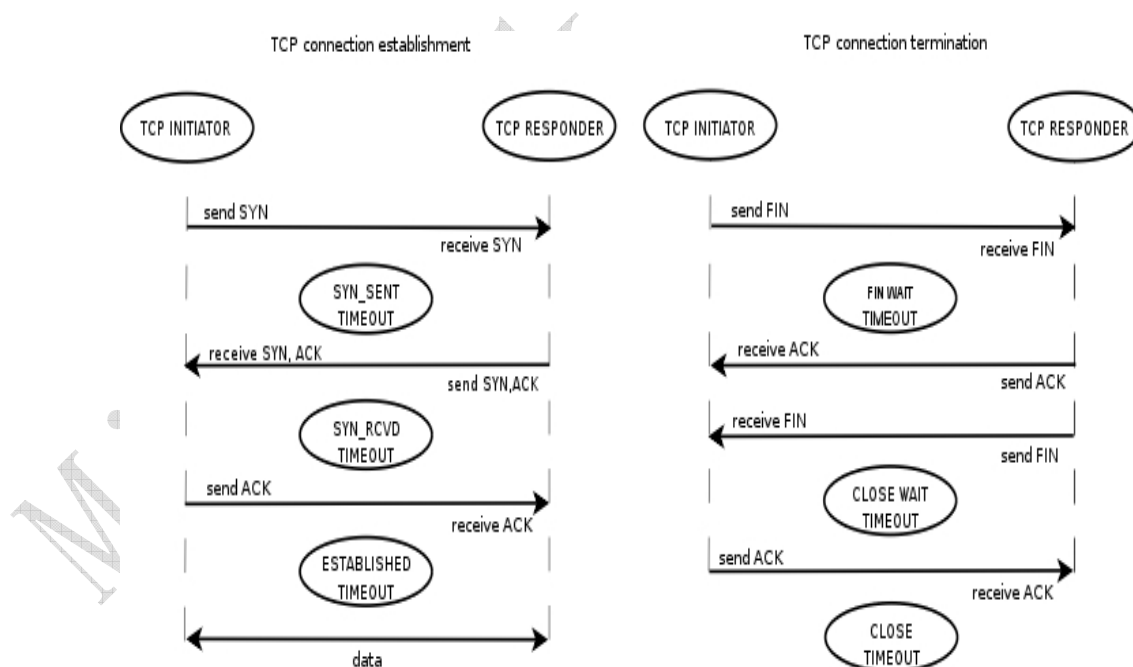 TCP connection establishment
TCP INITIATOR
TCP RESPONDER
send SYN
receive SYN
SYN_SENT
TIMEOUT
receive SYN, ACK
send SYN,ACK
SYN_RCVD
TIMEOUT
send ACK
receive ACK
ESTABLISHED
TIMEOUT
data
TCP connection termination
TCP INITIATOR
TCP RESPONDER
send FIN
receive FIN
FIN WAIT
TIMEOUT
receive ACK
send ACK
receive FIN
send FIN
CLOSE WAIT
TIMEOUT
send ACK
receive ACK
CLOSE
TIMEOUT